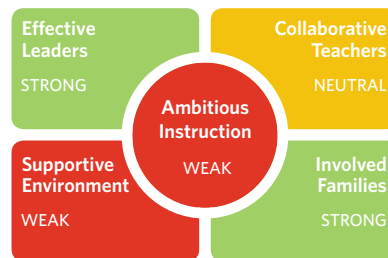 Effective
Leaders
STRONG
Collaborative
Teachers
NEUTRAL
Ambitious
Instruction
WEAK
Supportive
Environment
WEAK
Involved
Families
STRONG